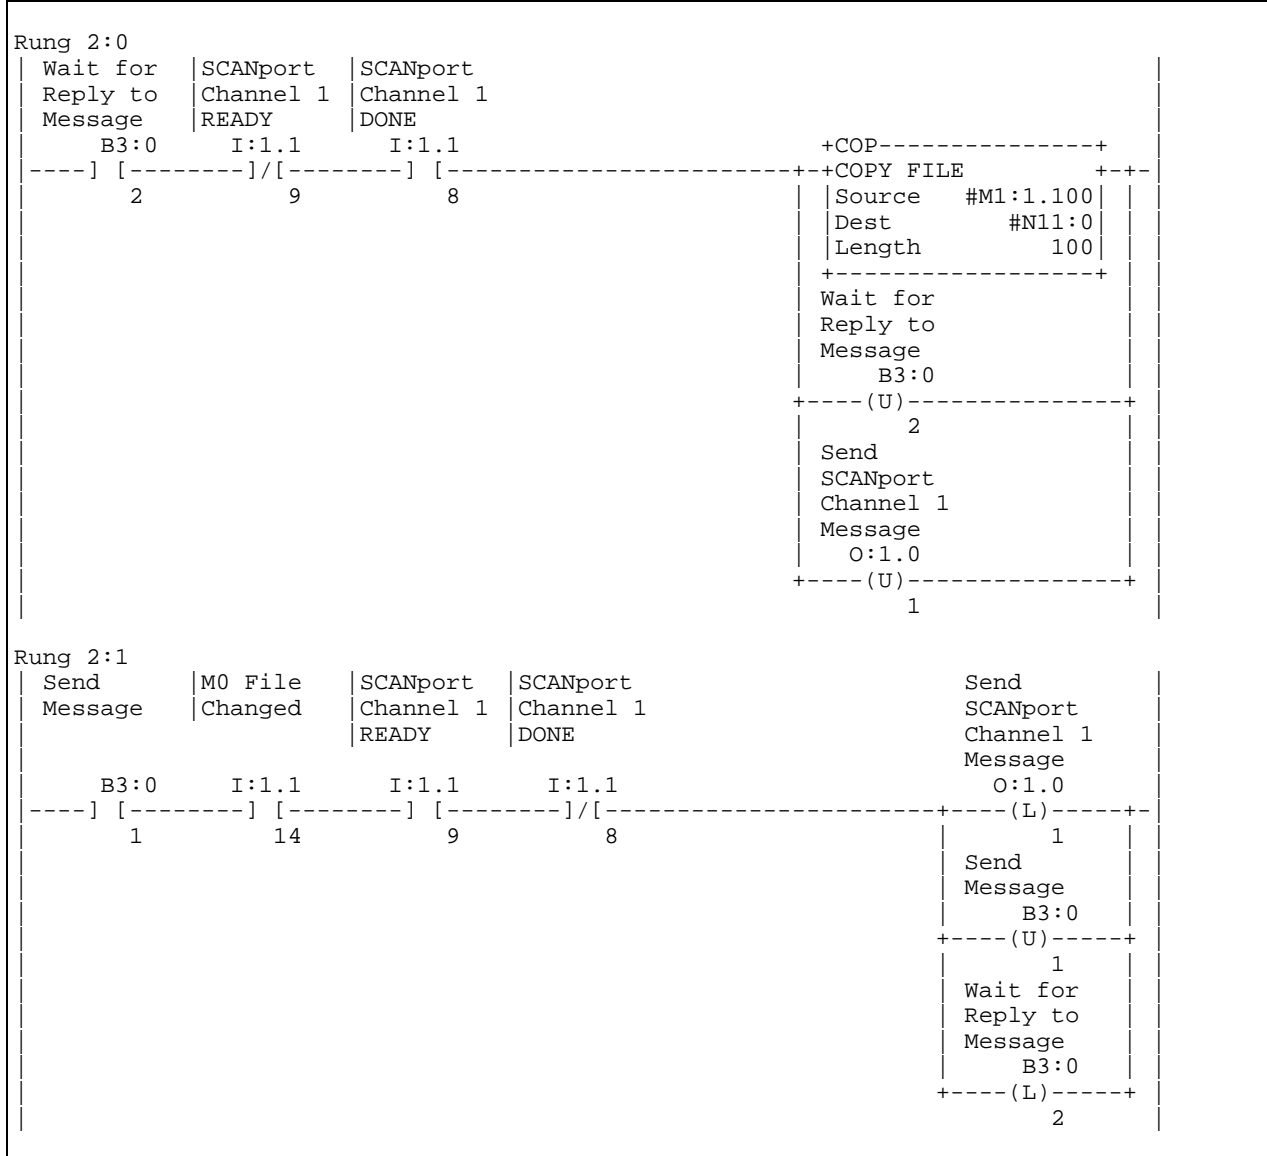 Rung 2:0
| Wait for  |SCANport  |SCANport                                            |
| Reply to  |Channel 1 |Channel 1                                           |
| Message   |READY     |DONE                                                |
|     B3:0     I:1.1      I:1.1                         +COP---------------+  |
|----] [--------]/[--------] [------------------------+-+COPY FILE         +-+-|
|       2          9          8                       | |Source   #M1:1.100| | |
|                                                     | |Dest        #N11:0| | |
|                                                     | |Length         100| | |
|                                                     | +------------------+ | |
|                                                     | Wait for             | |
|                                                     | Reply to             | |
|                                                     | Message              | |
|                                                     |     B3:0             | |
|                                                     +----(U)---------------+ |
|                                                     |       2              | |
|                                                     | Send                 | |
|                                                     | SCANport             | |
|                                                     | Channel 1            | |
|                                                     | Message              | |
|                                                     |   O:1.0              | |
|                                                     +----(U)---------------+ |
|                                                             1                |
Rung 2:1
| Send      |M0 File   |SCANport  |SCANport                       Send         |
| Message   |Changed   |Channel 1 |Channel 1                      SCANport     |
|                      |READY     |DONE                           Channel 1    |
|                                                                 Message      |
|     B3:0     I:1.1      I:1.1      I:1.1                          O:1.0      |
|----] [--------] [--------] [--------]/[-----------------------+----(L)-----+-|
|       1         14          9          8                      |       1    | |
|                                                               | Send       | |
|                                                               | Message    | |
|                                                               |     B3:0   | |
|                                                               +----(U)-----+ |
|                                                               |       1    | |
|                                                               | Wait for   | |
|                                                               | Reply to   | |
|                                                               | Message    | |
|                                                               |     B3:0   | |
|                                                               +----(L)-----+ |
|                                                                       2      |